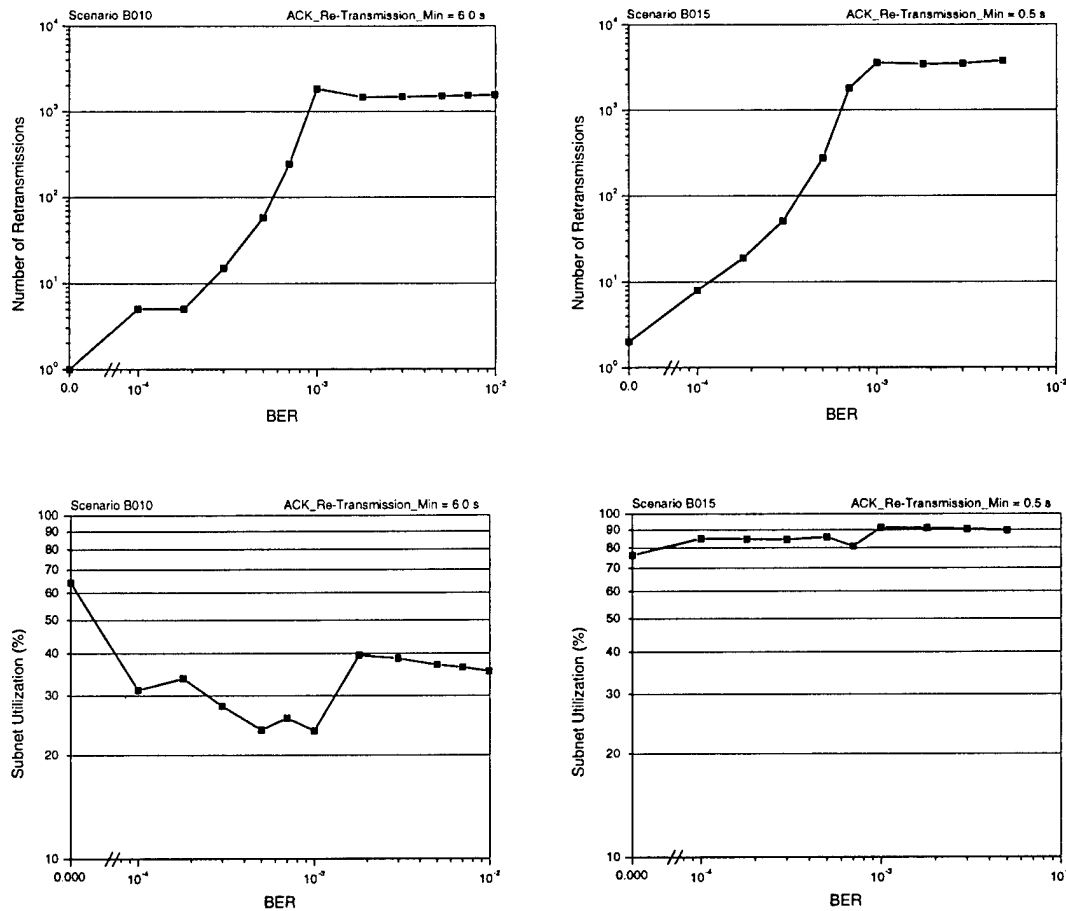 Scenario B010 ACK_Re-Transmission_Min = 6 0 s
10⁴
10³
10²
10¹
10⁰
Number of Retransmissions
0.0 10⁻⁴ 10⁻³ 10⁻²
BER
Scenario B015 ACK_Re-Transmission_Min = 0.5 s
10⁴
10³
10²
10¹
10⁰
Number of Retransmissions
0.0 10⁻⁴ 10⁻³ 10⁻²
BER
Scenario B010 ACK_Re-Transmission_Min = 6 0 s
100
90
80
70
60
50
40
30
20
10
Subnet Utilization (%)
0.000 10⁻⁴ 10⁻³ 10⁻²
BER
Scenario B015 ACK_Re-Transmission_Min = 0.5 s
100
90
80
70
60
50
40
30
20
10
Subnet Utilization (%)
0.000 10⁻⁴ 10⁻³
BER